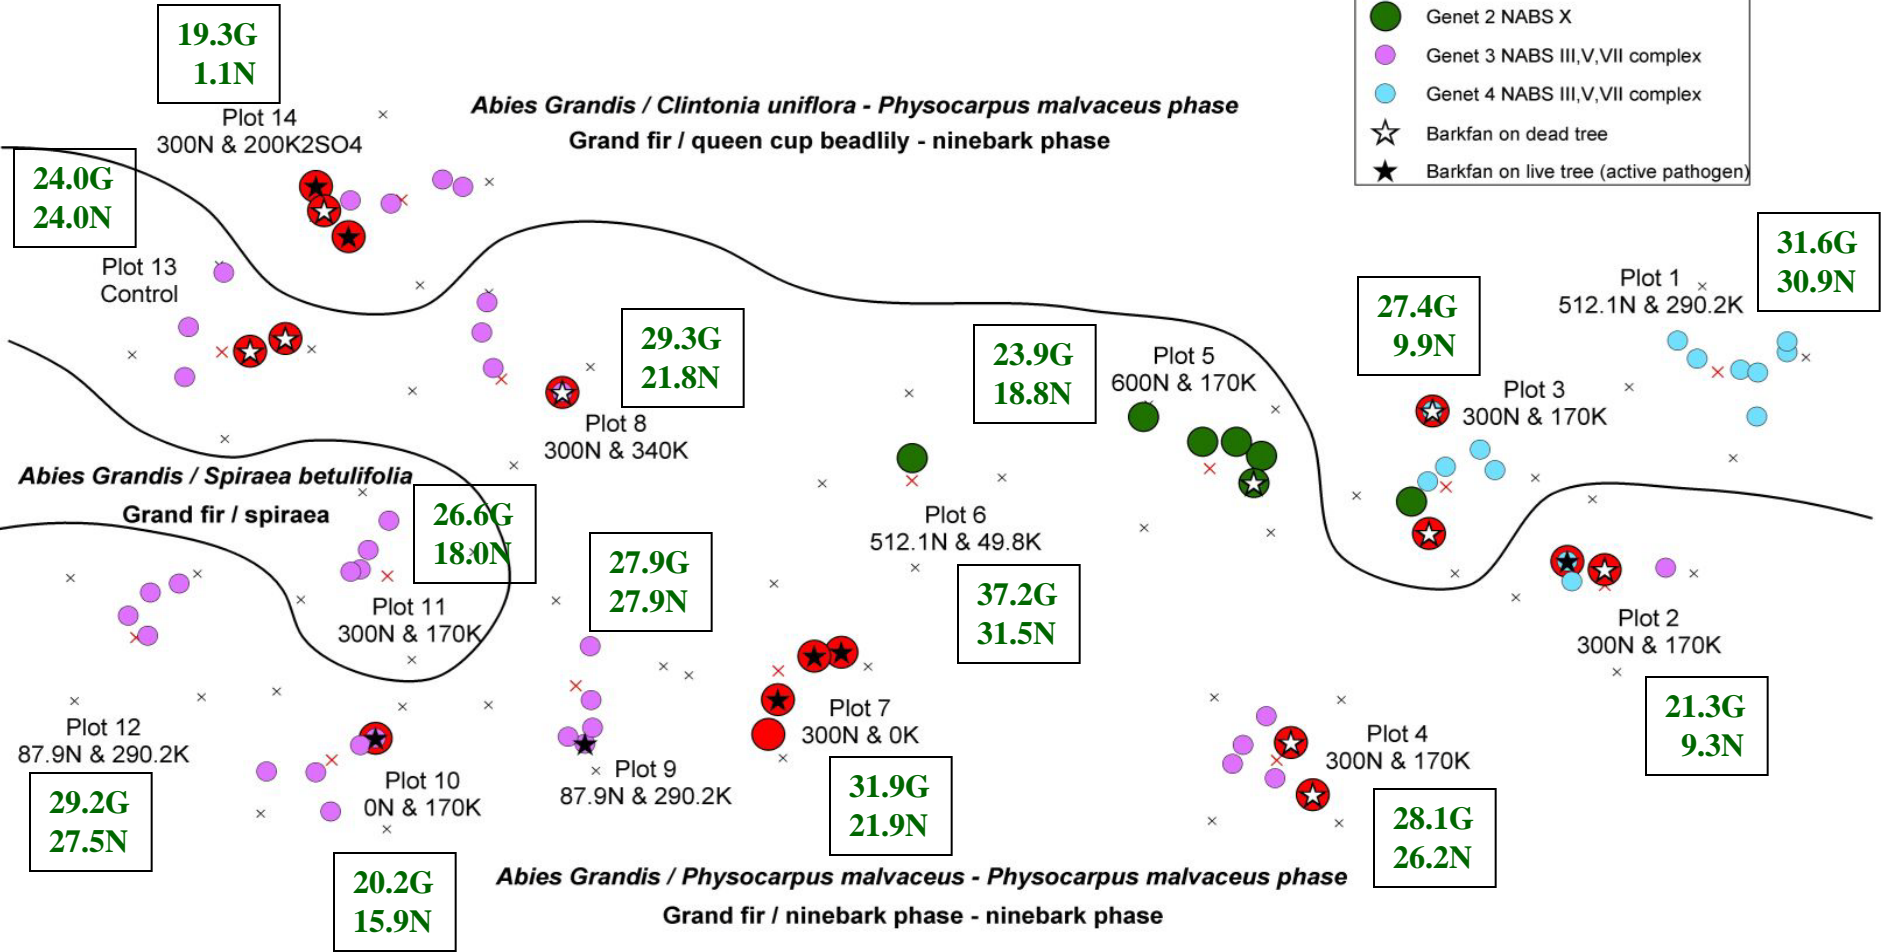 Genet 2 NABS X
Genet 3 NABS III,V,VII complex
Genet 4 NABS III,V,VII complex
Barkfan on dead tree
Barkfan on live tree (active pathogen)
19.3G
1.1N
Plot 14
300N & 200K2SO4
Abies Grandis / Clintonia uniflora - Physocarpus malvaceus phase
Grand fir / queen cup beadlily - ninebark phase
24.0G
24.0N
Plot 13
Control
29.3G
21.8N
Plot 8
300N & 340K
23.9G
18.8N
Plot 5
600N & 170K
27.4G
9.9N
Plot 3
300N & 170K
Plot 1
512.1N & 290.2K
31.6G
30.9N
Abies Grandis / Spiraea betulifolia
Grand fir / spiraea
26.6G
18.0N
Plot 11
300N & 170K
27.9G
27.9N
Plot 6
512.1N & 49.8K
37.2G
31.5N
Plot 2
300N & 170K
21.3G
9.3N
Plot 12
87.9N & 290.2K
29.2G
27.5N
Plot 10
0N & 170K
20.2G
15.9N
Plot 9
87.9N & 290.2K
Plot 7
300N & 0K
31.9G
21.9N
Plot 4
300N & 170K
28.1G
26.2N
Abies Grandis / Physocarpus malvaceus - Physocarpus malvaceus phase
Grand fir / ninebark phase - ninebark phase